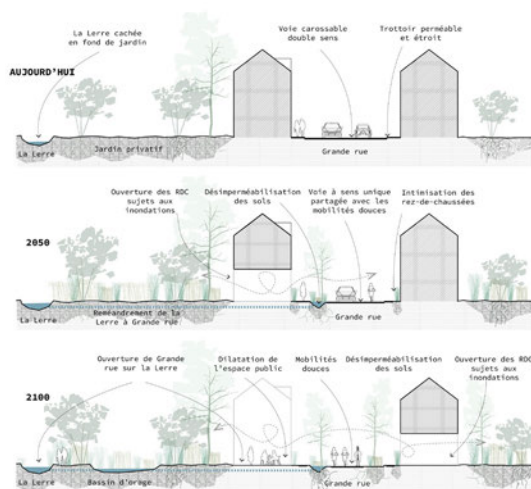 La Lerre cachée
en fond de jardin
Voie carossable
double sens
Trottoir perméable
et étroit
AUJOURD'HUI
La Lerre
Jardin privatif
Grande rue
Ouverture des RDC
sujets aux
inondations
Désimperméabilisation
des sols
Voie à sens unique
partagée avec les
mobilités douces
Intimisation des
rez-de-chaussées
2050
La Lerre
Reméandrement de la
Lerre à Grande rue
Grande rue
Ouverture de Grande
rue sur la Lerre
Dilatation de
l'espace public
Mobilités
douces
Désimperméabilisation
des sols
Ouverture des RDC
sujets aux
inondations
2100
La Lerre
Bassin d'orage
Grande rue